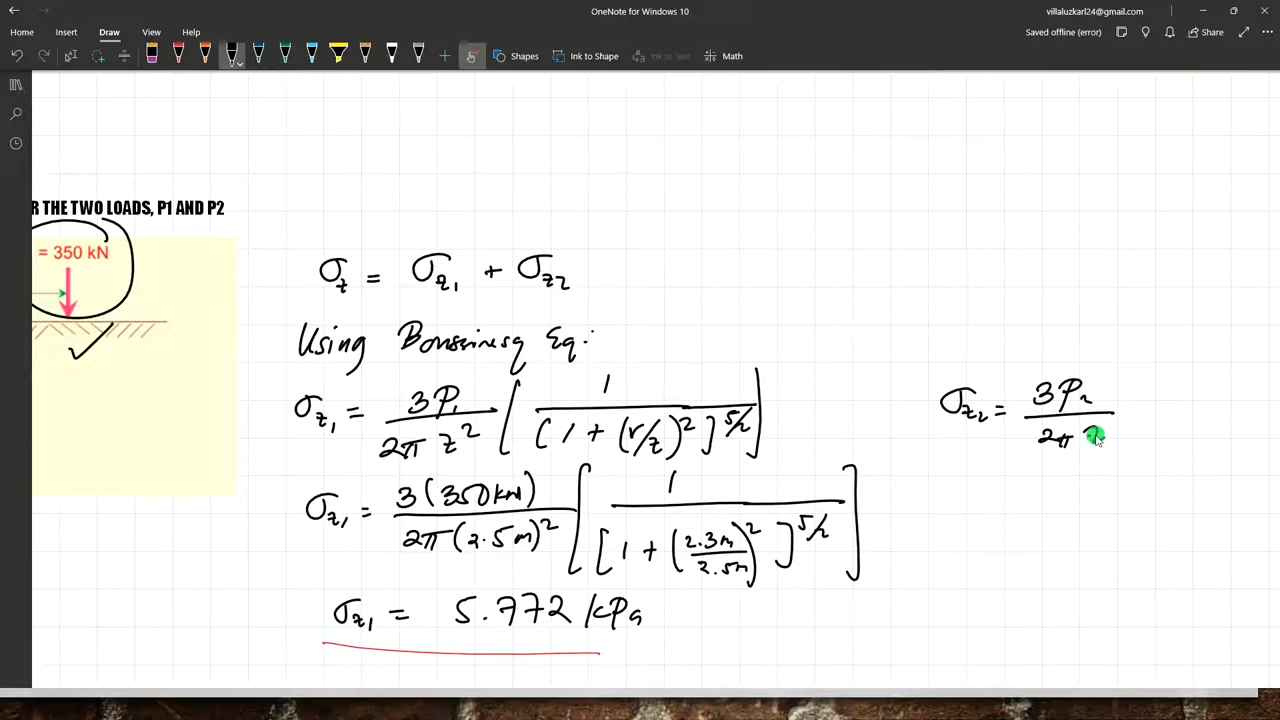 OneNote for Windows 10
villaluzkarl24@gmail.com
Home Insert Draw View Help
Saved offline (error) Share
Shapes Ink to Shape Ink to Text Math
R THE TWO LOADS, P1 AND P2
= 350 kN
σz = σz1 + σz2
Using Boussinesq Eq:
σz1 = 3P1 / 2π z² [ 1 / [1 + (r/z)²]^5/2 ]
σz2 = 3P2 / 2π
σz1 = 3(350kN) / 2π(2.5m)² [ 1 / [1 + (2.3m / 2.5m)²]^5/2 ]
σz1 = 5.772 kPa